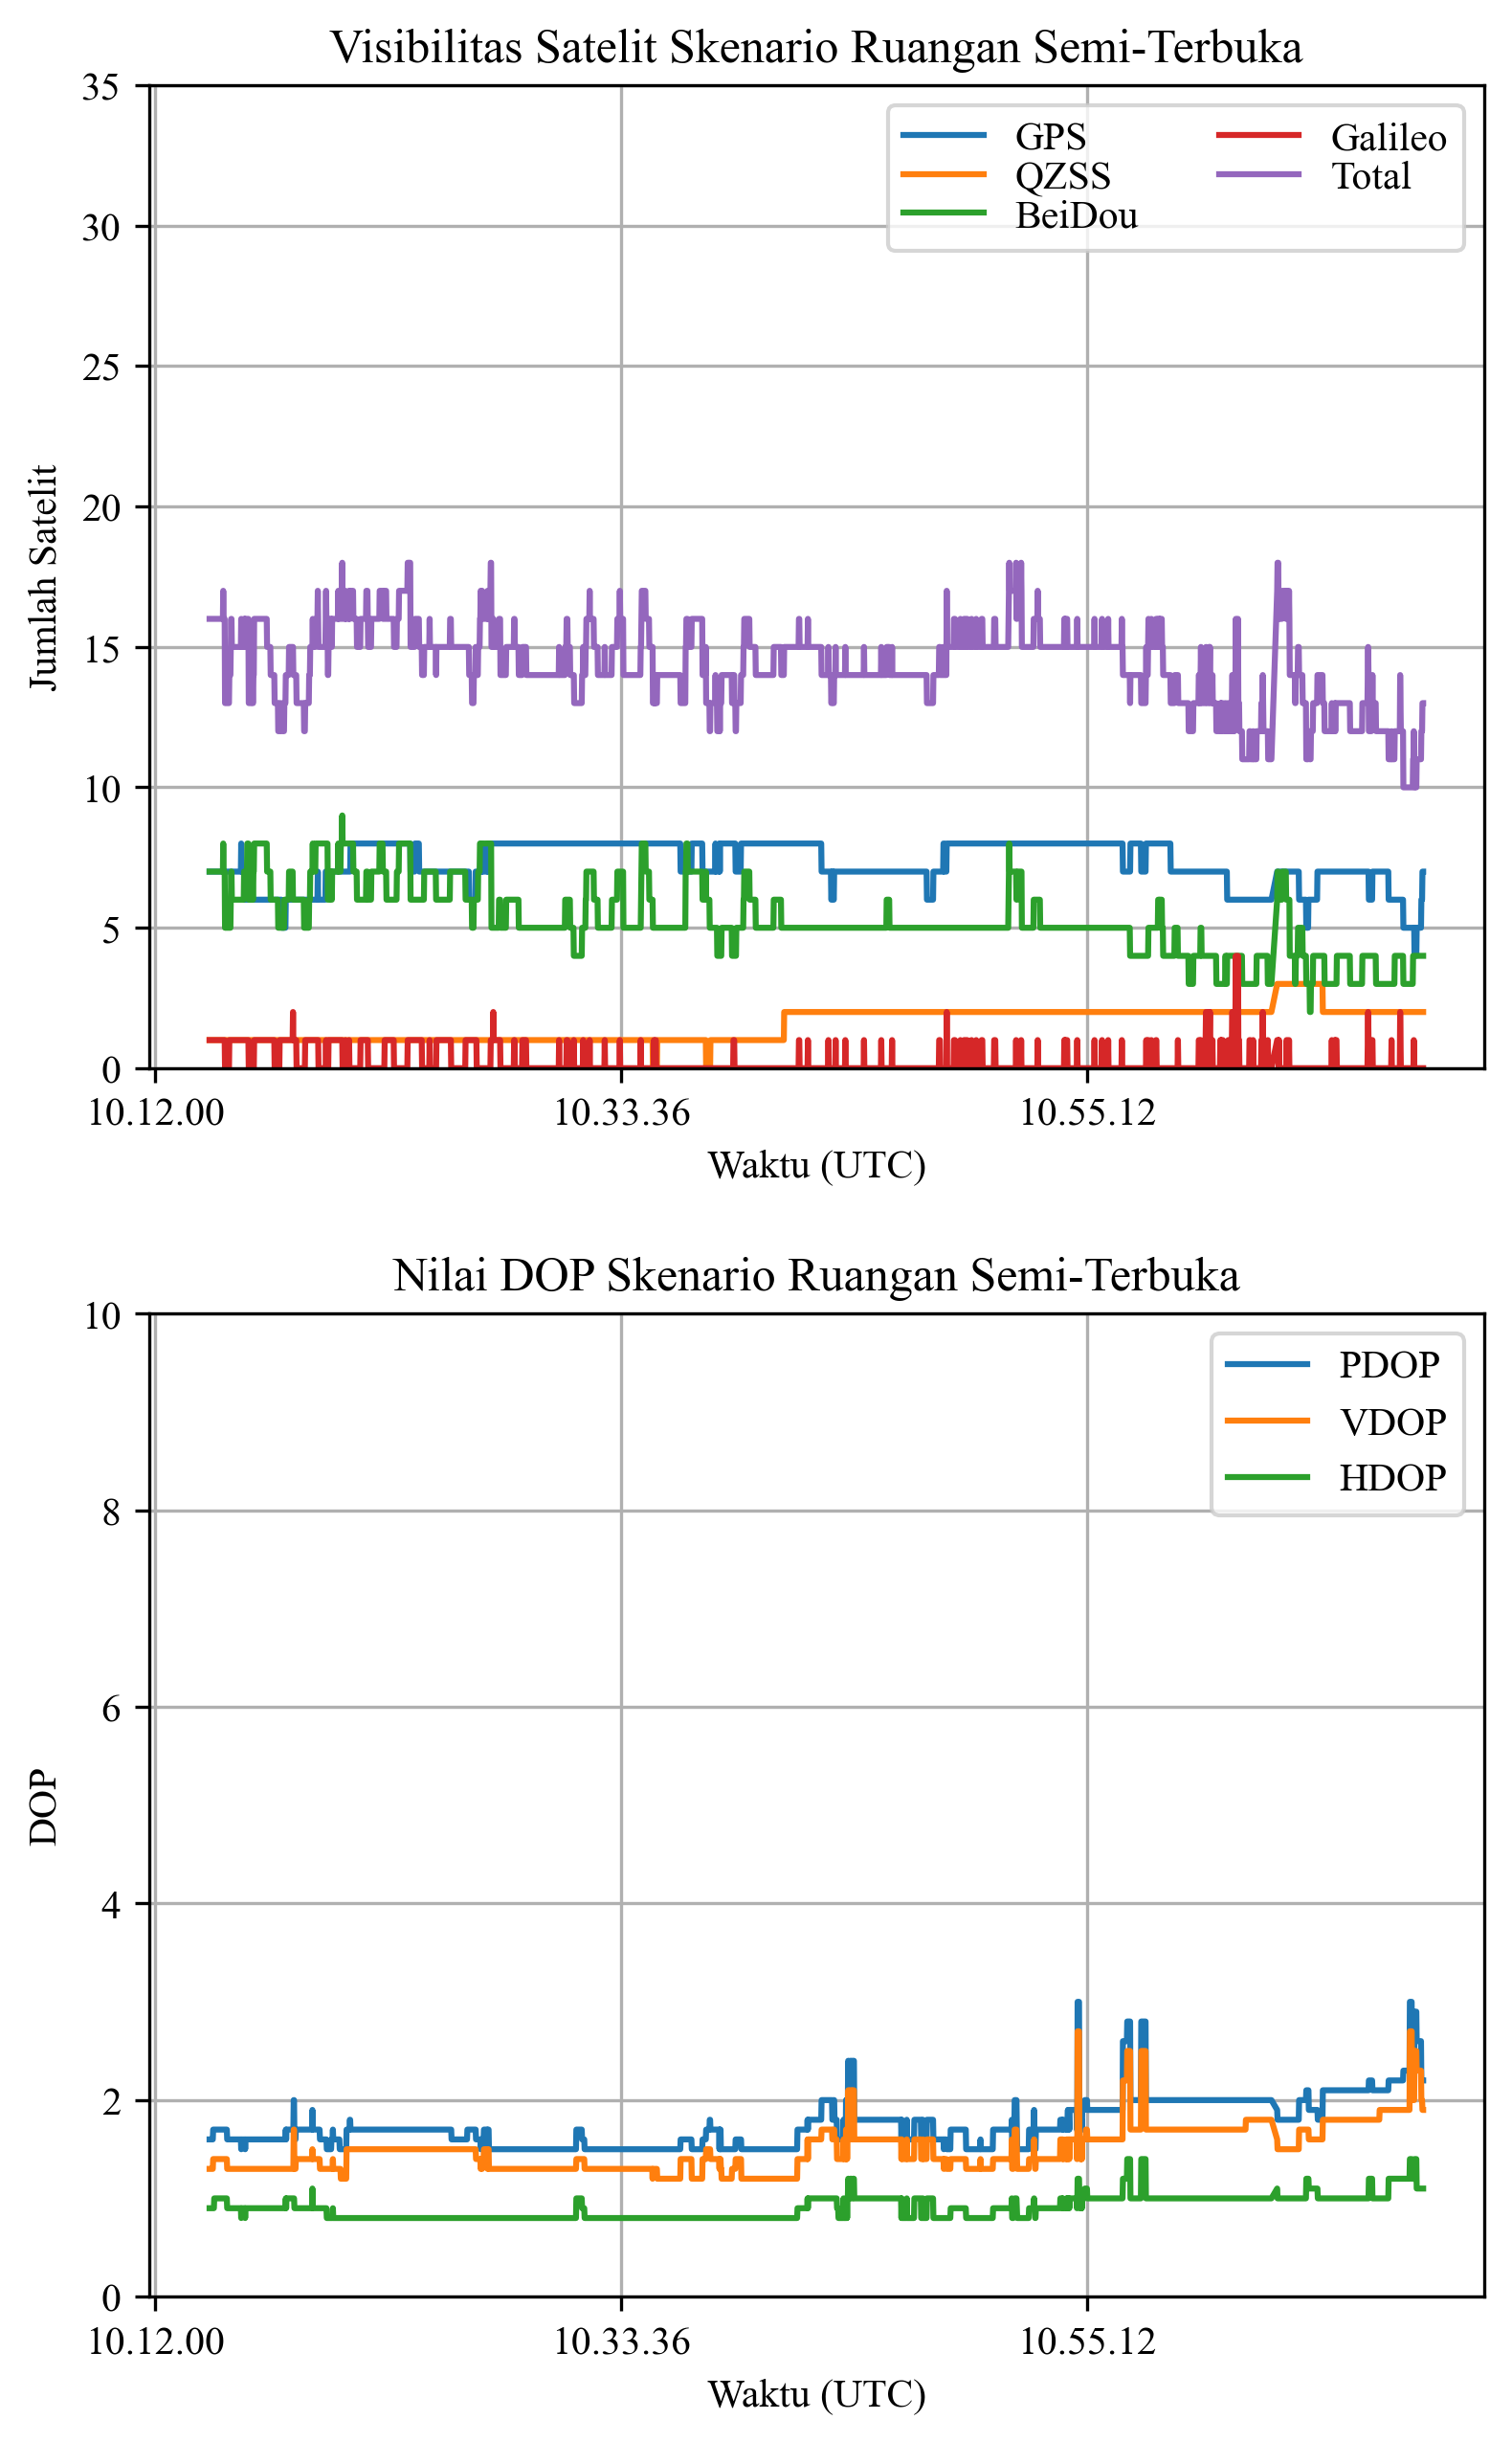 Visibilitas Satelit Skenario Ruangan Semi-Terbuka
35
30
25
20
15
10
5
0
Jumlah Satelit
GPS
QZSS
BeiDou
Galileo
Total
10.12.00
10.33.36
10.55.12
Waktu (UTC)
Nilai DOP Skenario Ruangan Semi-Terbuka
10
8
6
4
2
0
DOP
PDOP
VDOP
HDOP
10.12.00
10.33.36
10.55.12
Waktu (UTC)